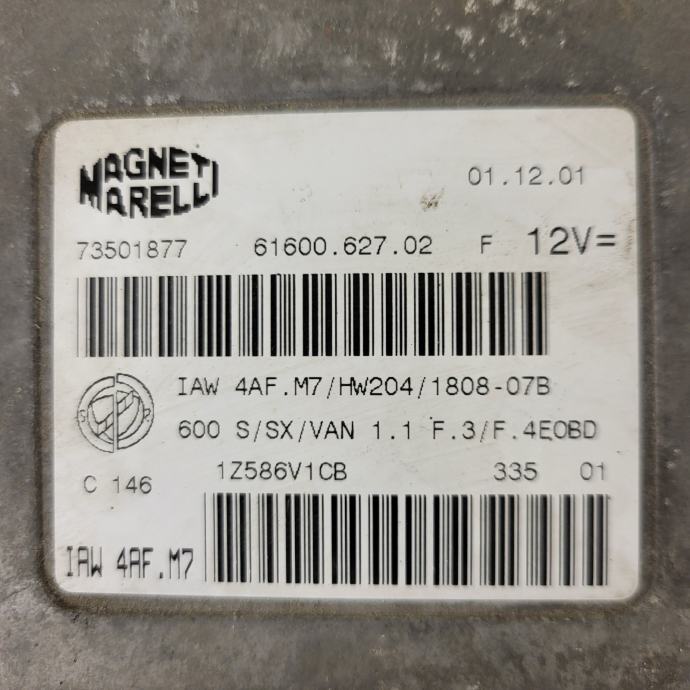 MAGNETI
MARELLI
01.12.01
73501877 61600.627.02 F 12V=
IAW 4AF.M7/HW204/1808-07B
600 S/SX/VAN 1.1 F.3/F.4EOBD
C 146 1Z586V1CB 335 01
IAW 4AF.M7